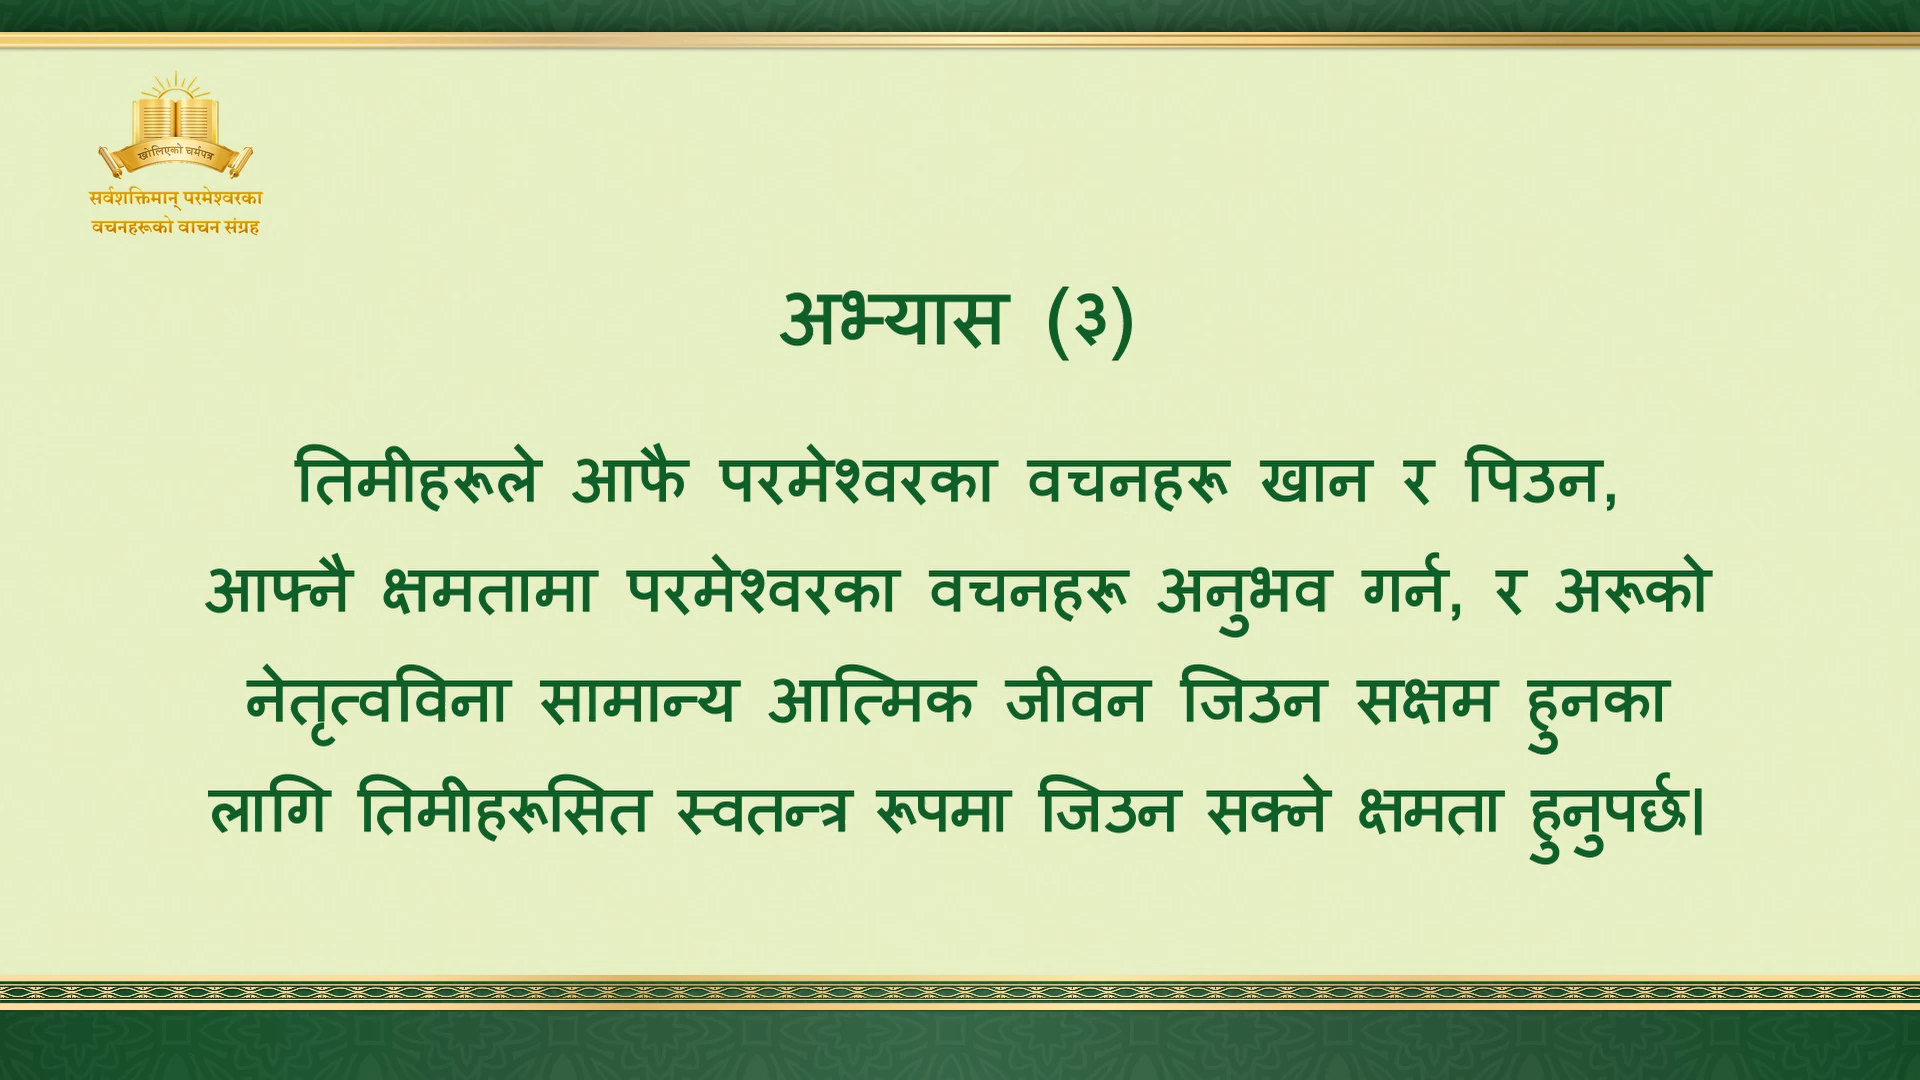 खोलिएको चर्मपत्र
सर्वशक्तिमान् परमेश्वरका
वचनहरूको वाचन संग्रह
अभ्यास (३)
तिमीहरूले आफै परमेश्वरका वचनहरू खान र पिउन,
आफ्नै क्षमतामा परमेश्वरका वचनहरू अनुभव गर्न, र अरूको
नेतृत्वविना सामान्य आत्मिक जीवन जिउन सक्षम हुनका
लागि तिमीहरूसित स्वतन्त्र रूपमा जिउन सक्ने क्षमता हुनुपर्छ।